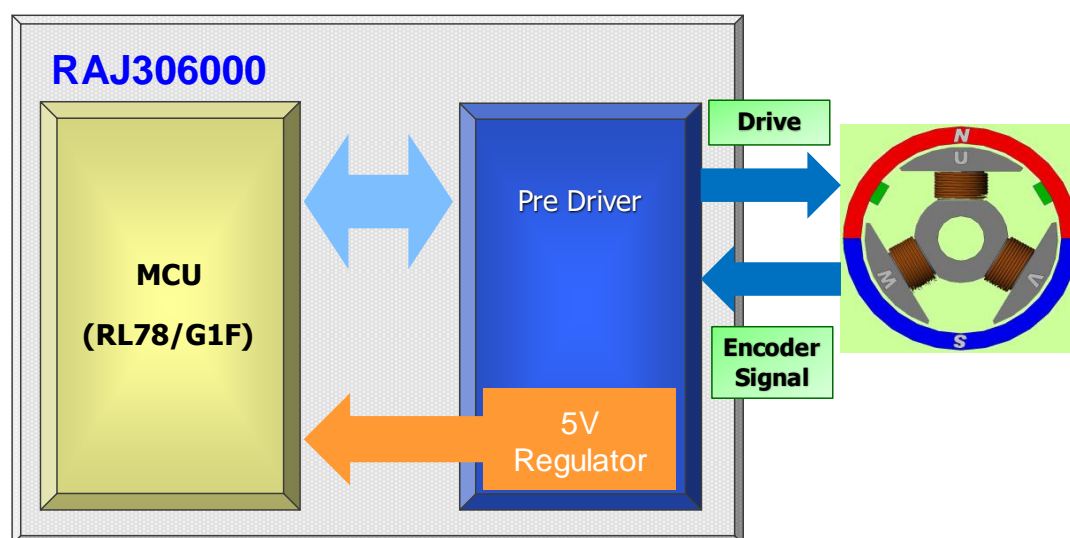 RAJ306000
MCU
(RL78/G1F)
Pre Driver
5V
Regulator
Drive
Encoder
Signal
N
U
W
V
S